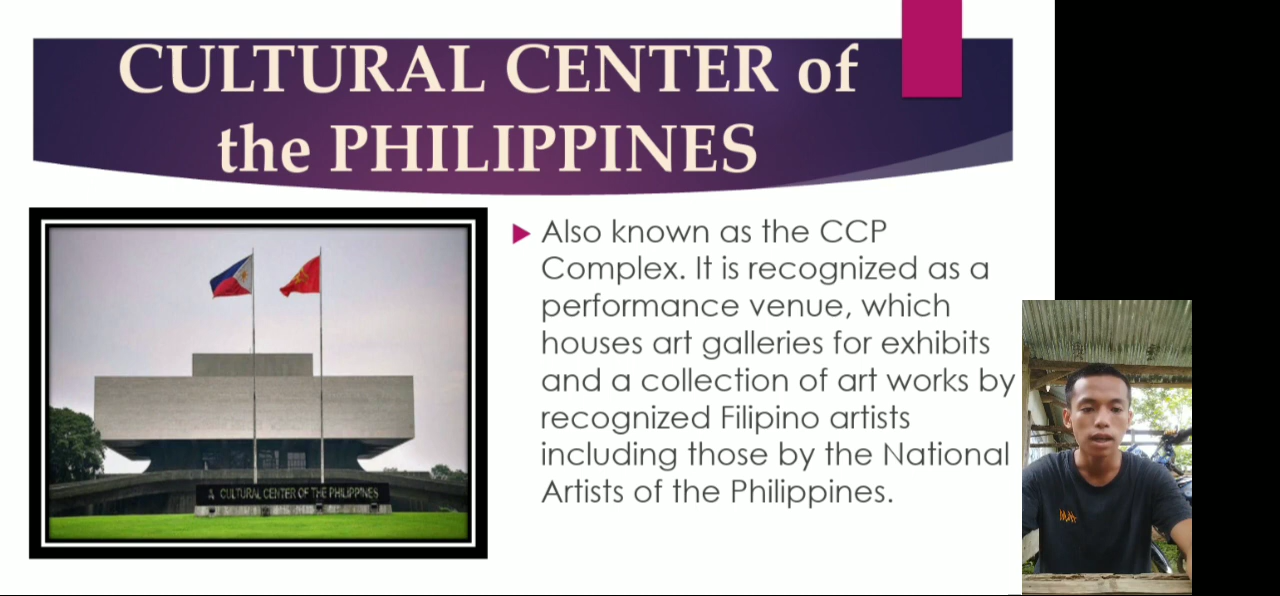 CULTURAL CENTER of
the PHILIPPINES
Also known as the CCP
Complex. It is recognized as a
performance venue, which
houses art galleries for exhibits
and a collection of art works by
recognized Filipino artists
including those by the National
Artists of the Philippines.
CULTURAL CENTER OF THE PHILIPPINES